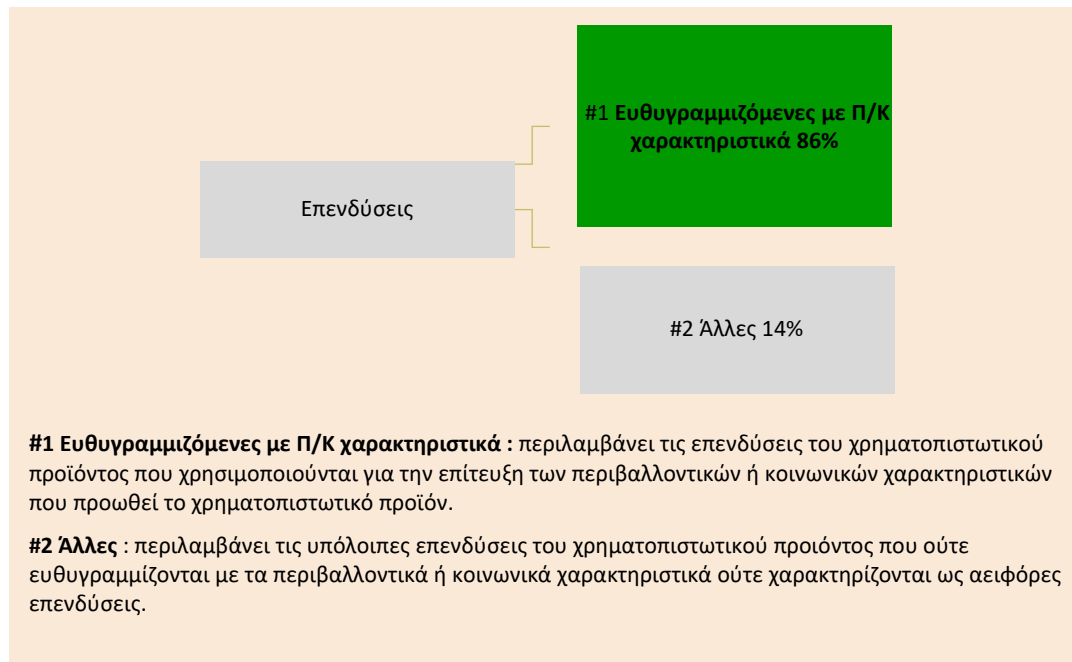 #1 Ευθυγραμμιζόμενες με Π/Κ
χαρακτηριστικά 86%
Επενδύσεις
#2 Άλλες 14%
#1 Ευθυγραμμιζόμενες με Π/Κ χαρακτηριστικά : περιλαμβάνει τις επενδύσεις του χρηματοπιστωτικού
προϊόντος που χρησιμοποιούνται για την επίτευξη των περιβαλλοντικών ή κοινωνικών χαρακτηριστικών
που προωθεί το χρηματοπιστωτικό προϊόν.
#2 Άλλες : περιλαμβάνει τις υπόλοιπες επενδύσεις του χρηματοπιστωτικού προιόντος που ούτε
ευθυγραμμίζονται με τα περιβαλλοντικά ή κοινωνικά χαρακτηριστικά ούτε χαρακτηρίζονται ως αειφόρες
επενδύσεις.